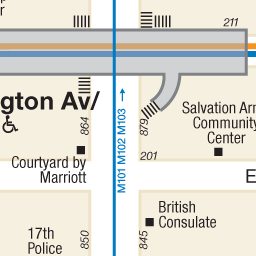 r
211
gton Av/
864
M101 M102 M103
879
Salvation Arm
Community
Center
Courtyard by
Marriott
201
E
British
Consulate
17th
Police
850
845